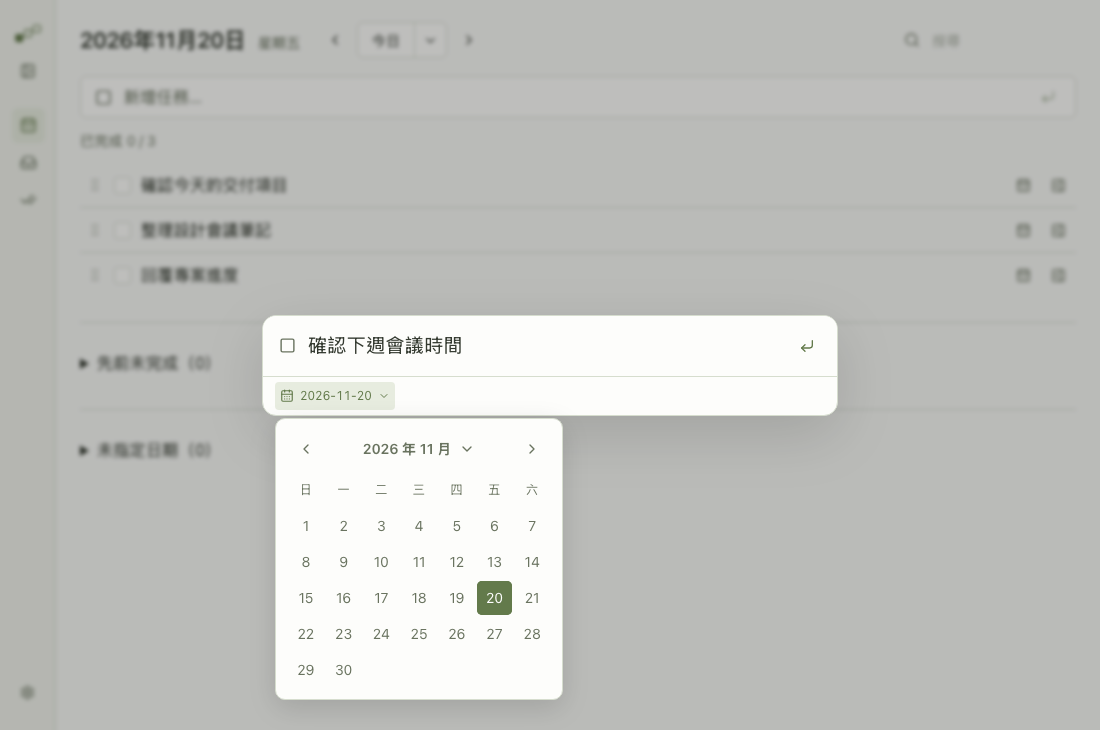 2026年11月20日 星期五 今日 搜尋
新增任務...
已完成 0 / 3
確認今天的交付項目
整理設計會議筆記
回覆專案進度
先前未完成 (0)
未指定日期 (0)
確認下週會議時間
2026-11-20
2026 年 11 月
日 一 二 三 四 五 六
1 2 3 4 5 6 7
8 9 10 11 12 13 14
15 16 17 18 19 20 21
22 23 24 25 26 27 28
29 30